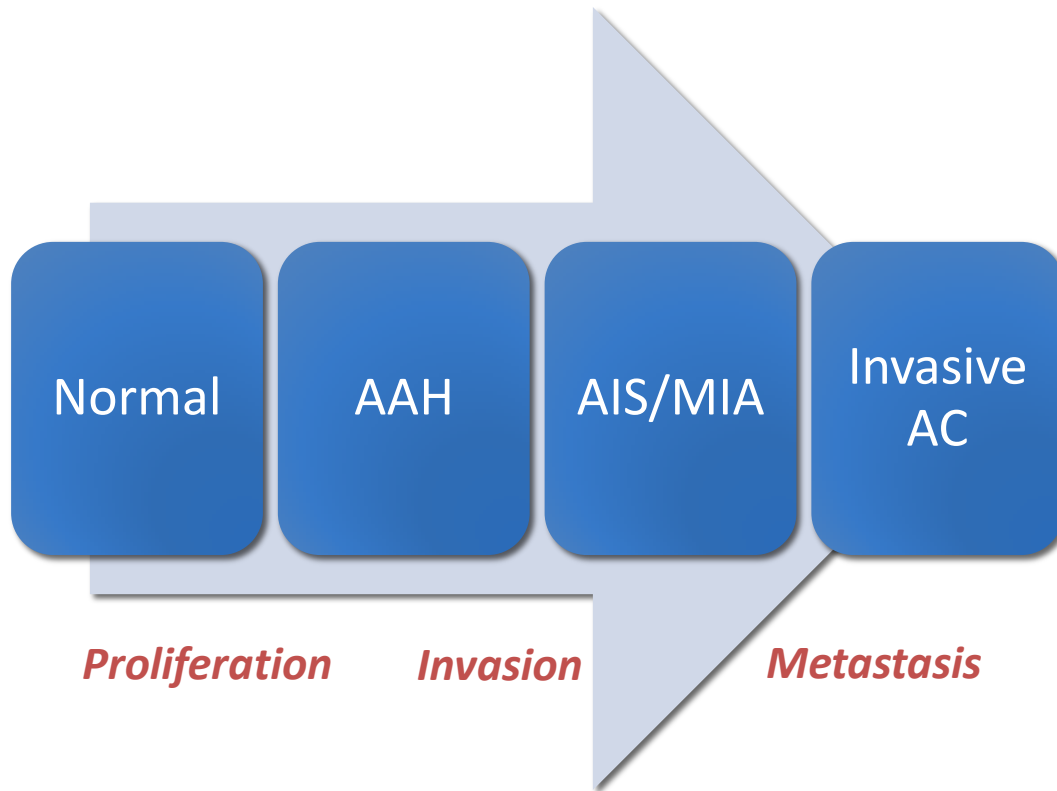 Normal
AAH
AIS/MIA
Invasive
AC
Proliferation
Invasion
Metastasis